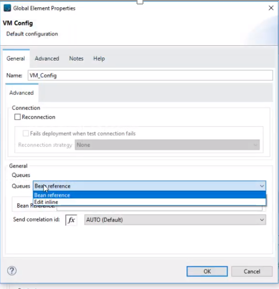 Global Element Properties
VM Config
Default configuration
General Advanced Notes Help
Name: VM_Config
Advanced
Connection
Reconnection
Fails deployment when test connection fails
Reconnection strategy None
General
Queues
Queues Bean reference
Bean reference
Edit inline
Bean Reference:
Send correlation id: fx AUTO (Default)
? OK Cancel